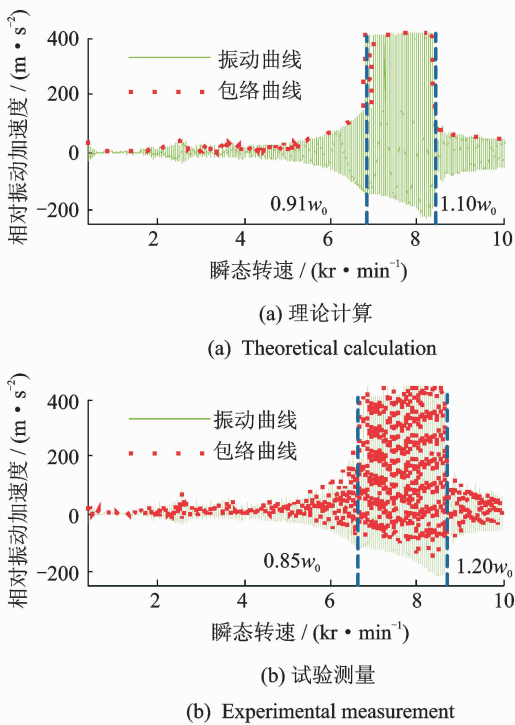 400
200
0
−200
相对振动加速度 / (m·s⁻²)
振动曲线
包络曲线
0.91w₀
1.10w₀
2 4 6 8 10
瞬态转速 / (kr·min⁻¹)
(a) 理论计算
(a) Theoretical calculation
400
200
0
−200
相对振动加速度 / (m·s⁻²)
振动曲线
包络曲线
0.85w₀
1.20w₀
2 4 6 8 10
瞬态转速 / (kr·min⁻¹)
(b) 试验测量
(b) Experimental measurement